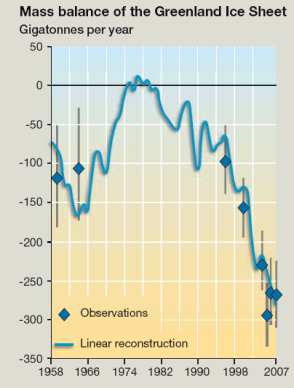 Mass balance of the Greenland Ice Sheet
Gigatonnes per year
50
0
-50
-100
-150
-200
-250
-300
-350
Observations
Linear reconstruction
1958 1966 1974 1982 1990 1998 2007